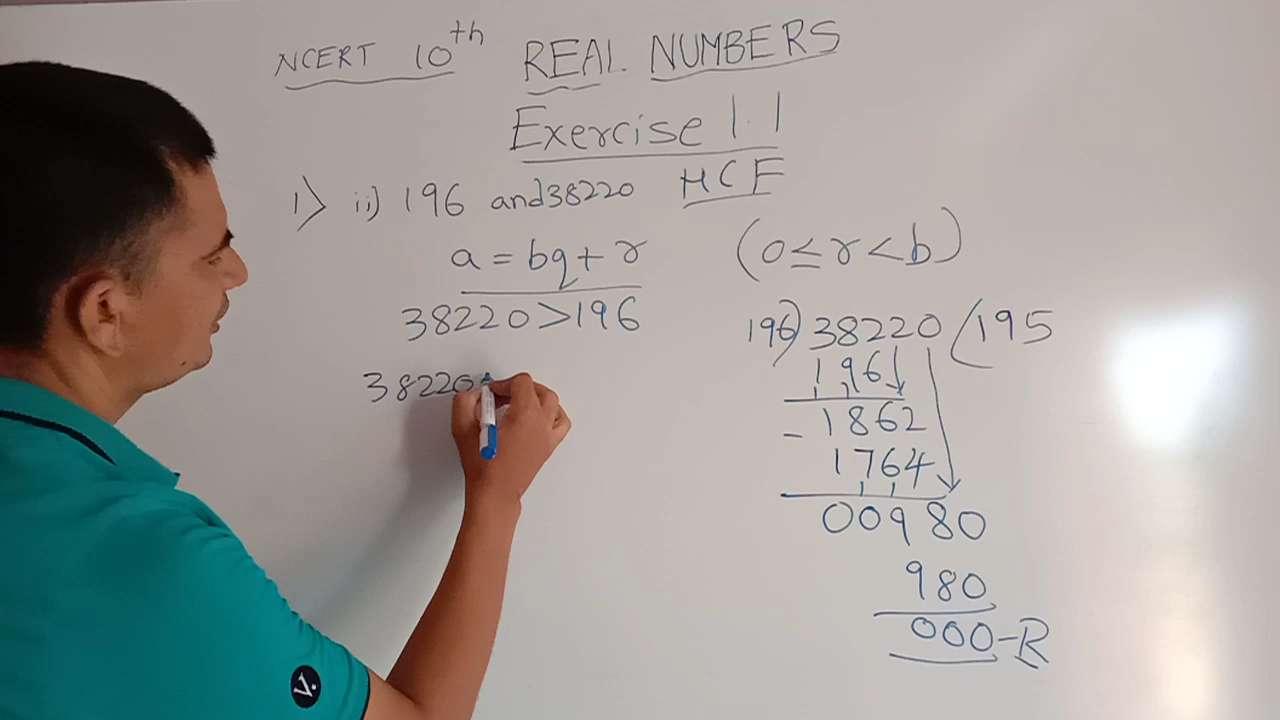 NCERT 10th REAL NUMBERS
Exercise 1.1
1) ii) 196 and 38220 HCF
a = bq + r (0 ≤ r < b)
38220 > 196
38220
196) 38220 (195
196
1862
- 1764
00980
980
000 - R
V.